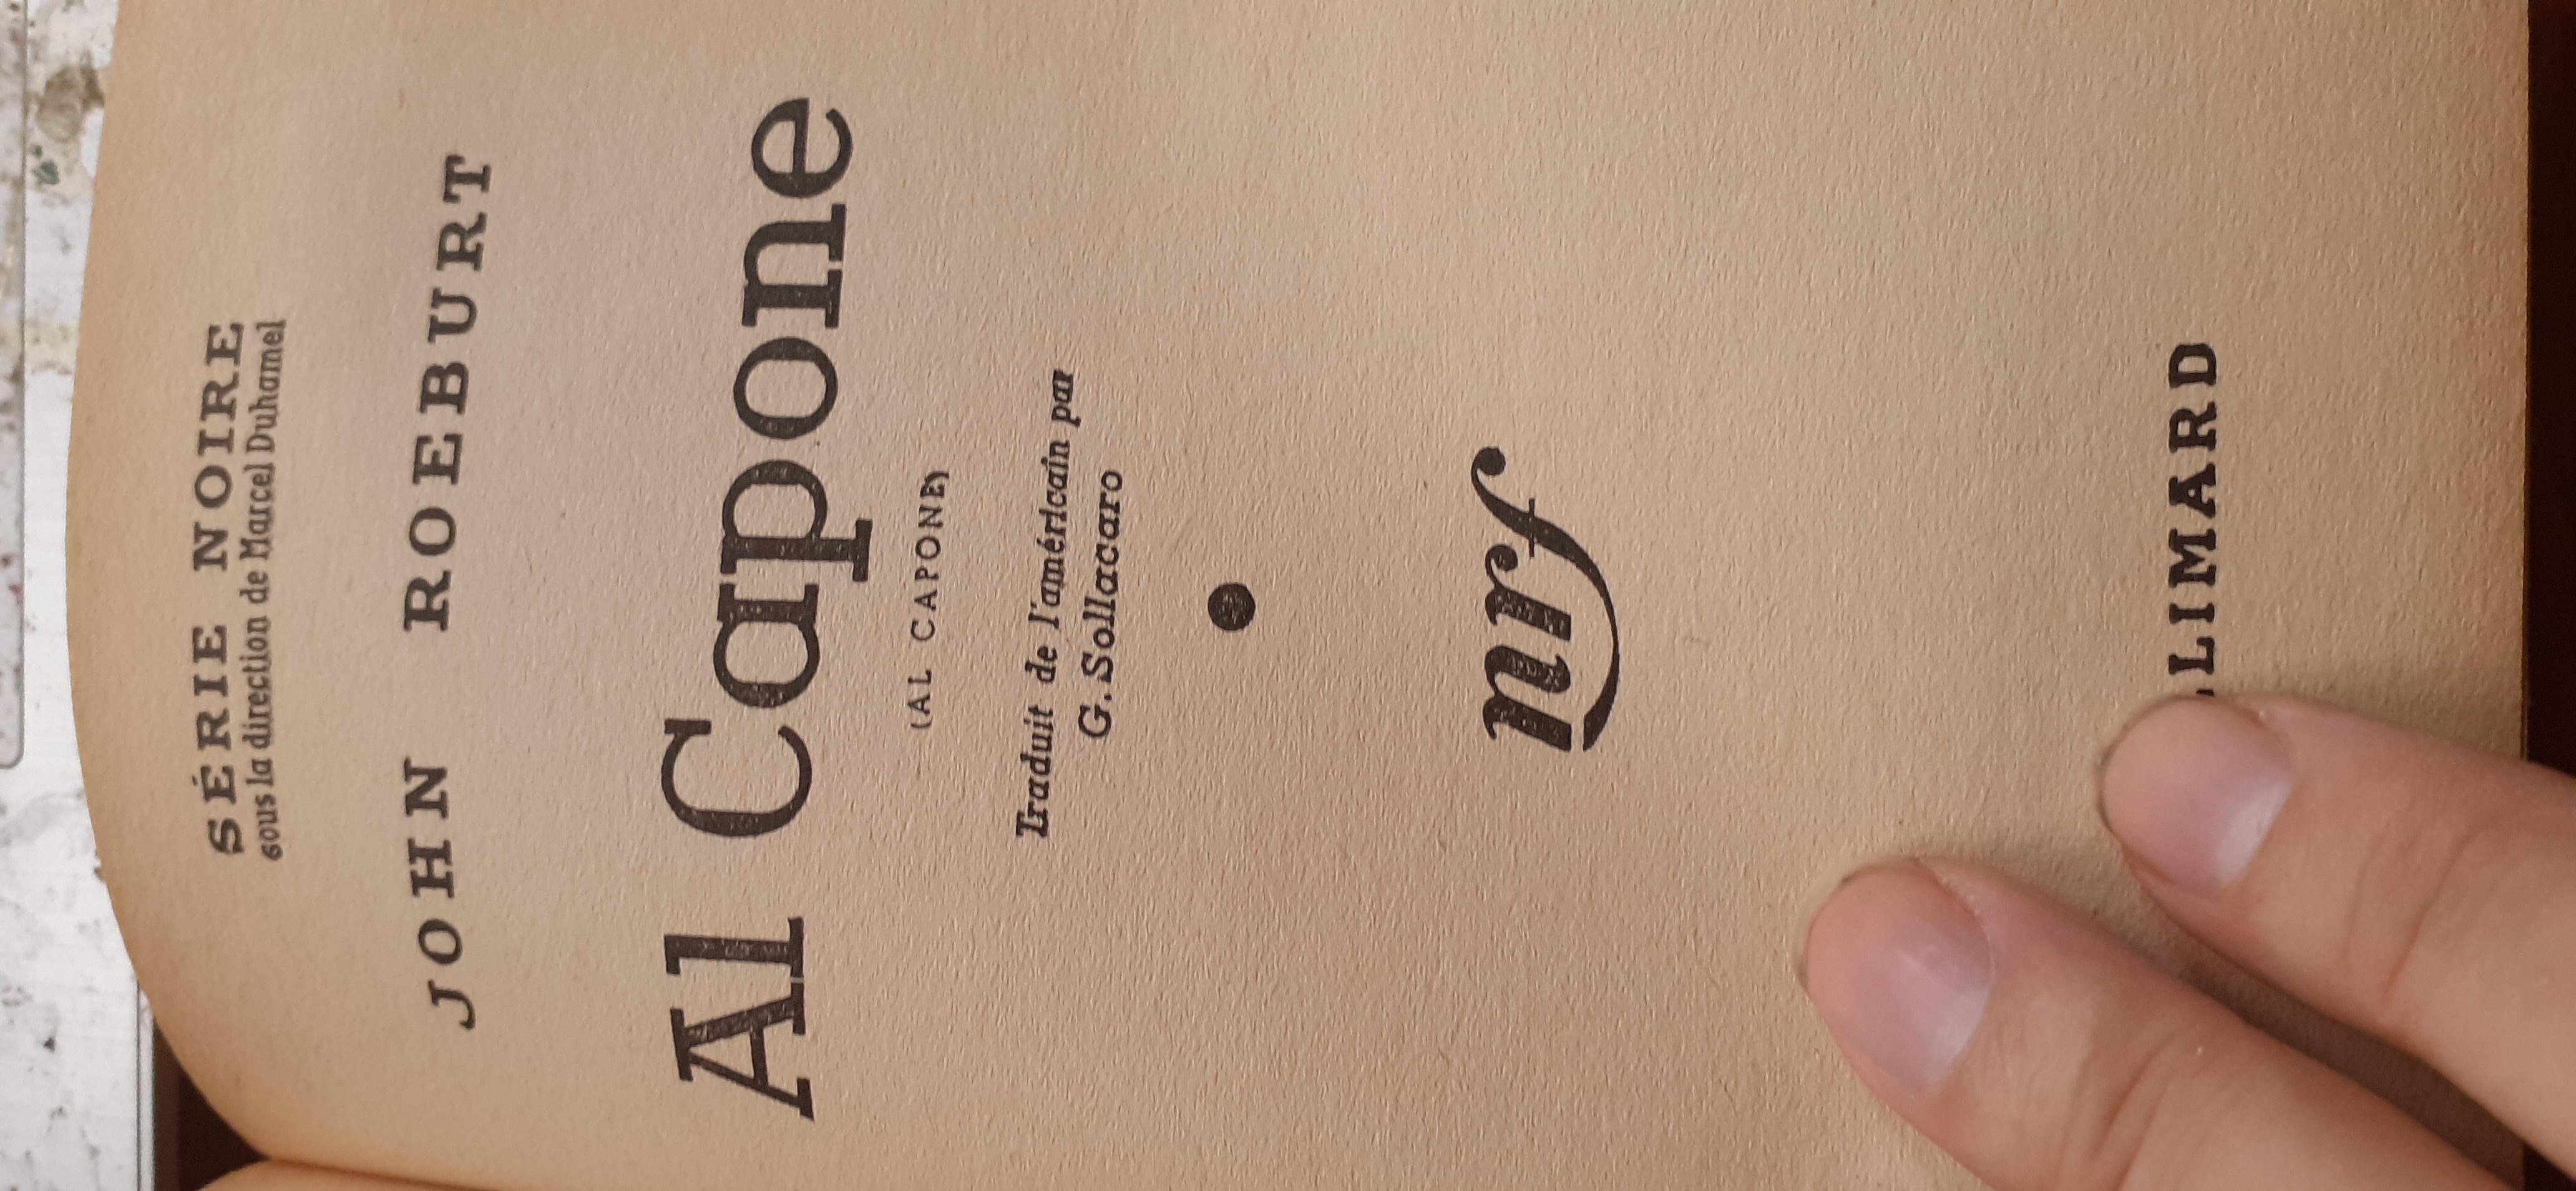 SÉRIE NOIRE
sous la direction de Marcel Duhamel
JOHN ROEBURT
Al Capone
(AL CAPONE)
Traduit de l'américain par
G. Sollacaro
nrf
LIMARD